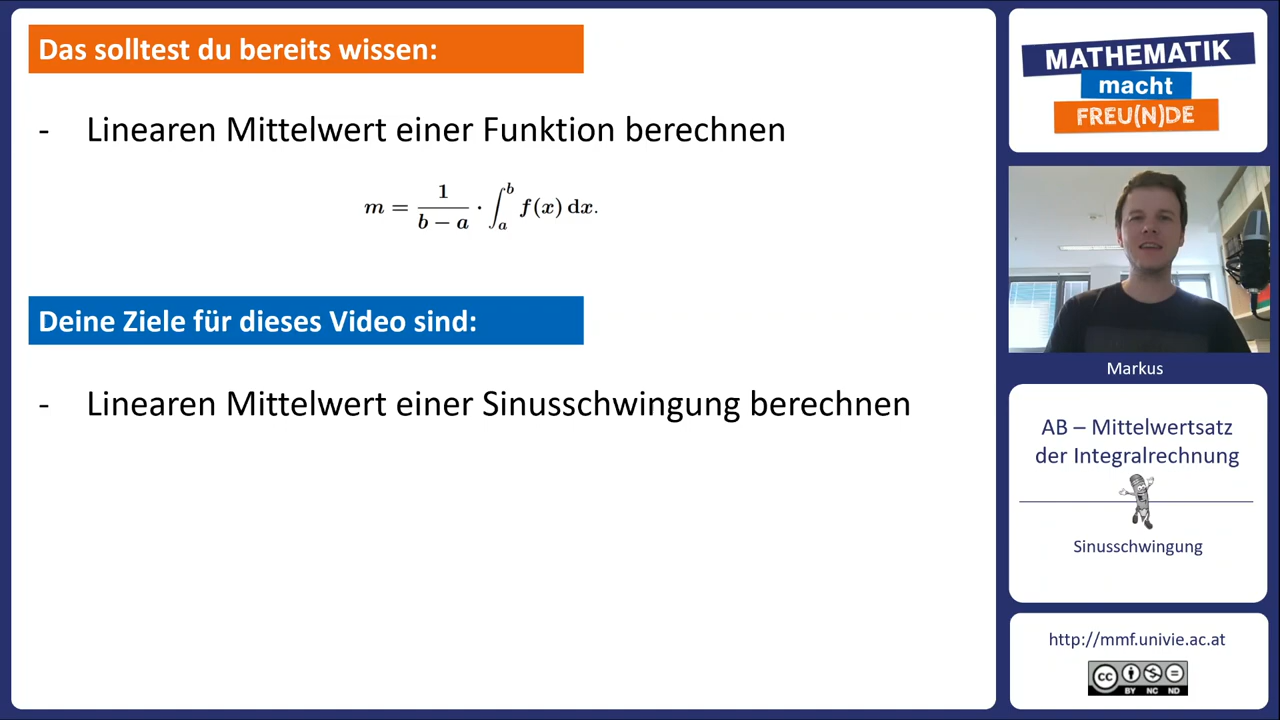 Das solltest du bereits wissen:
- Linearen Mittelwert einer Funktion berechnen
m = 1/(b − a) · ∫_a^b f(x) dx.
Deine Ziele für dieses Video sind:
- Linearen Mittelwert einer Sinusschwingung berechnen
MATHEMATIK
macht
FREU(N)DE
Markus
AB – Mittelwertsatz
der Integralrechnung
Sinusschwingung
http://mmf.univie.ac.at
CC BY NC ND